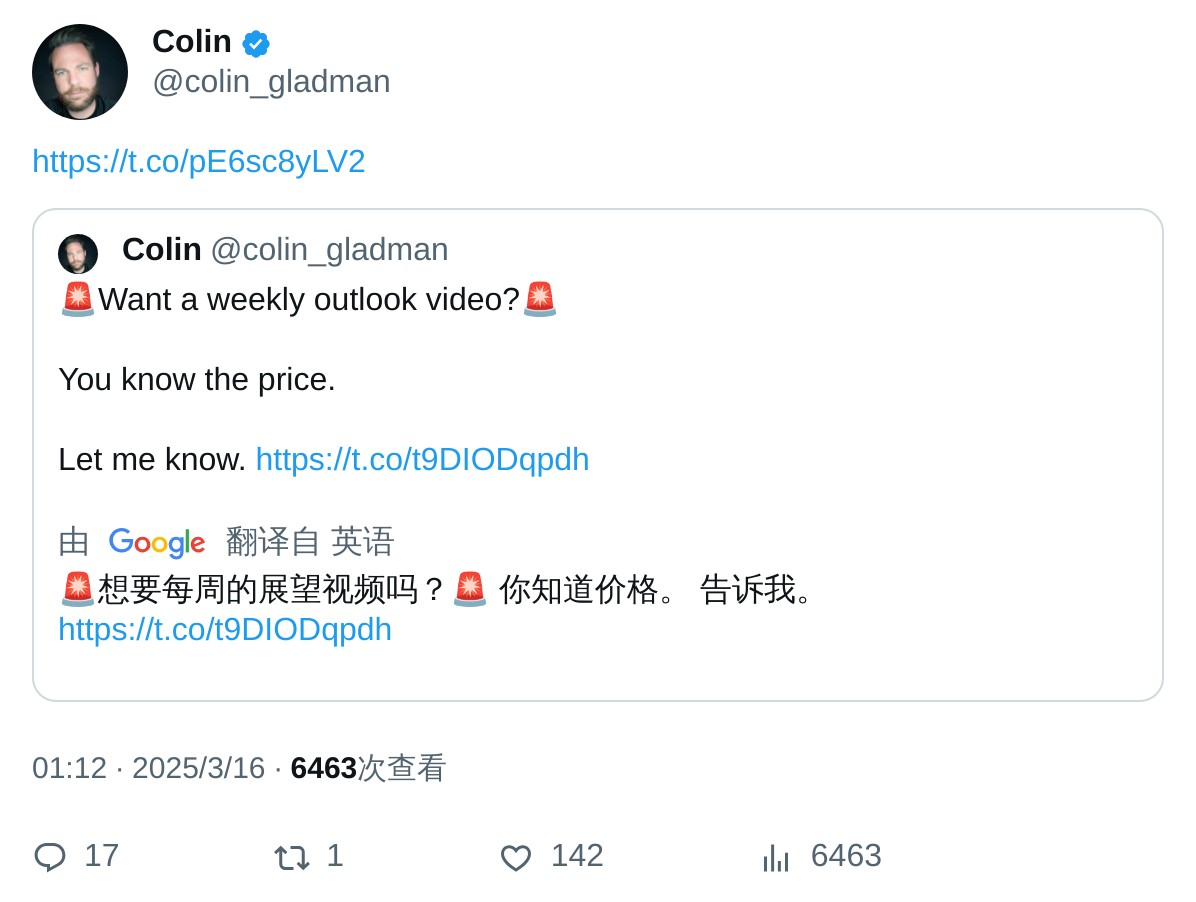 Colin
@colin_gladman
https://t.co/pE6sc8yLV2
Colin @colin_gladman
🚨Want a weekly outlook video?🚨
You know the price.
Let me know. https://t.co/t9DIODqpdh
由 Google 翻译自 英语
🚨想要每周的展望视频吗？🚨 你知道价格。 告诉我。
https://t.co/t9DIODqpdh
01:12 · 2025/3/16 · 6463次查看
17 1 142 6463